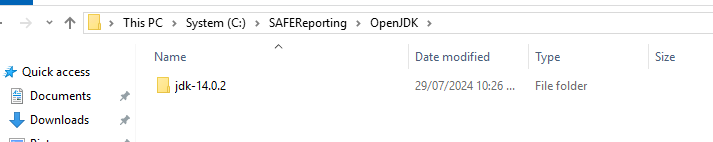 This PC > System (C:) > SAFEReporting > OpenJDK >
Name Date modified Type Size
Quick access
jdk-14.0.2 29/07/2024 10:26 ... File folder
Documents
Downloads